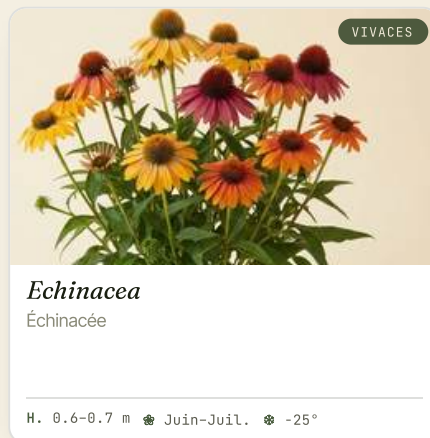 VIVACES
Echinacea
Échinacée
H. 0.6–0.7 m ❀ Juin–Juil. ❄ -25°